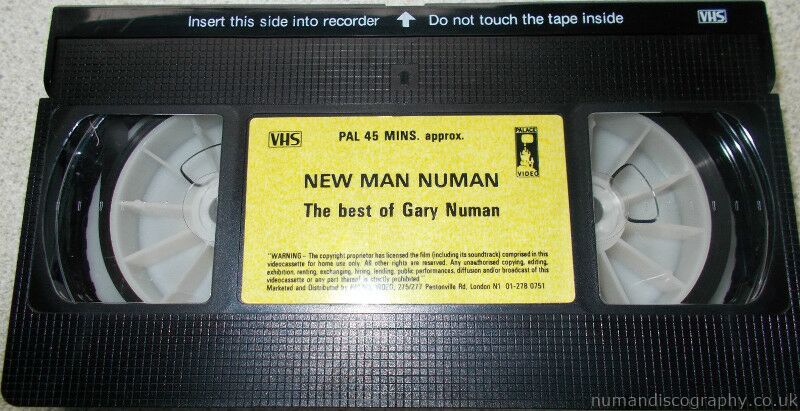 Insert this side into recorder Do not touch the tape inside VHS
VHS PAL 45 MINS. approx. PALACE
VIDEO
NEW MAN NUMAN
The best of Gary Numan
"WARNING – The copyright proprietor has licensed the film (including its soundtrack) comprised in this
videocassette for home use only. All other rights are reserved. Any unauthorised copying, editing,
exhibition, renting, exchanging, hiring, lending, public performances, diffusion and/or broadcast of this
videocassette or any part thereof is strictly prohibited."
Marketed and Distributed by VIDEO, 275/277 Pentonville Rd, London N1 01-278 0751
numandiscography.co.uk